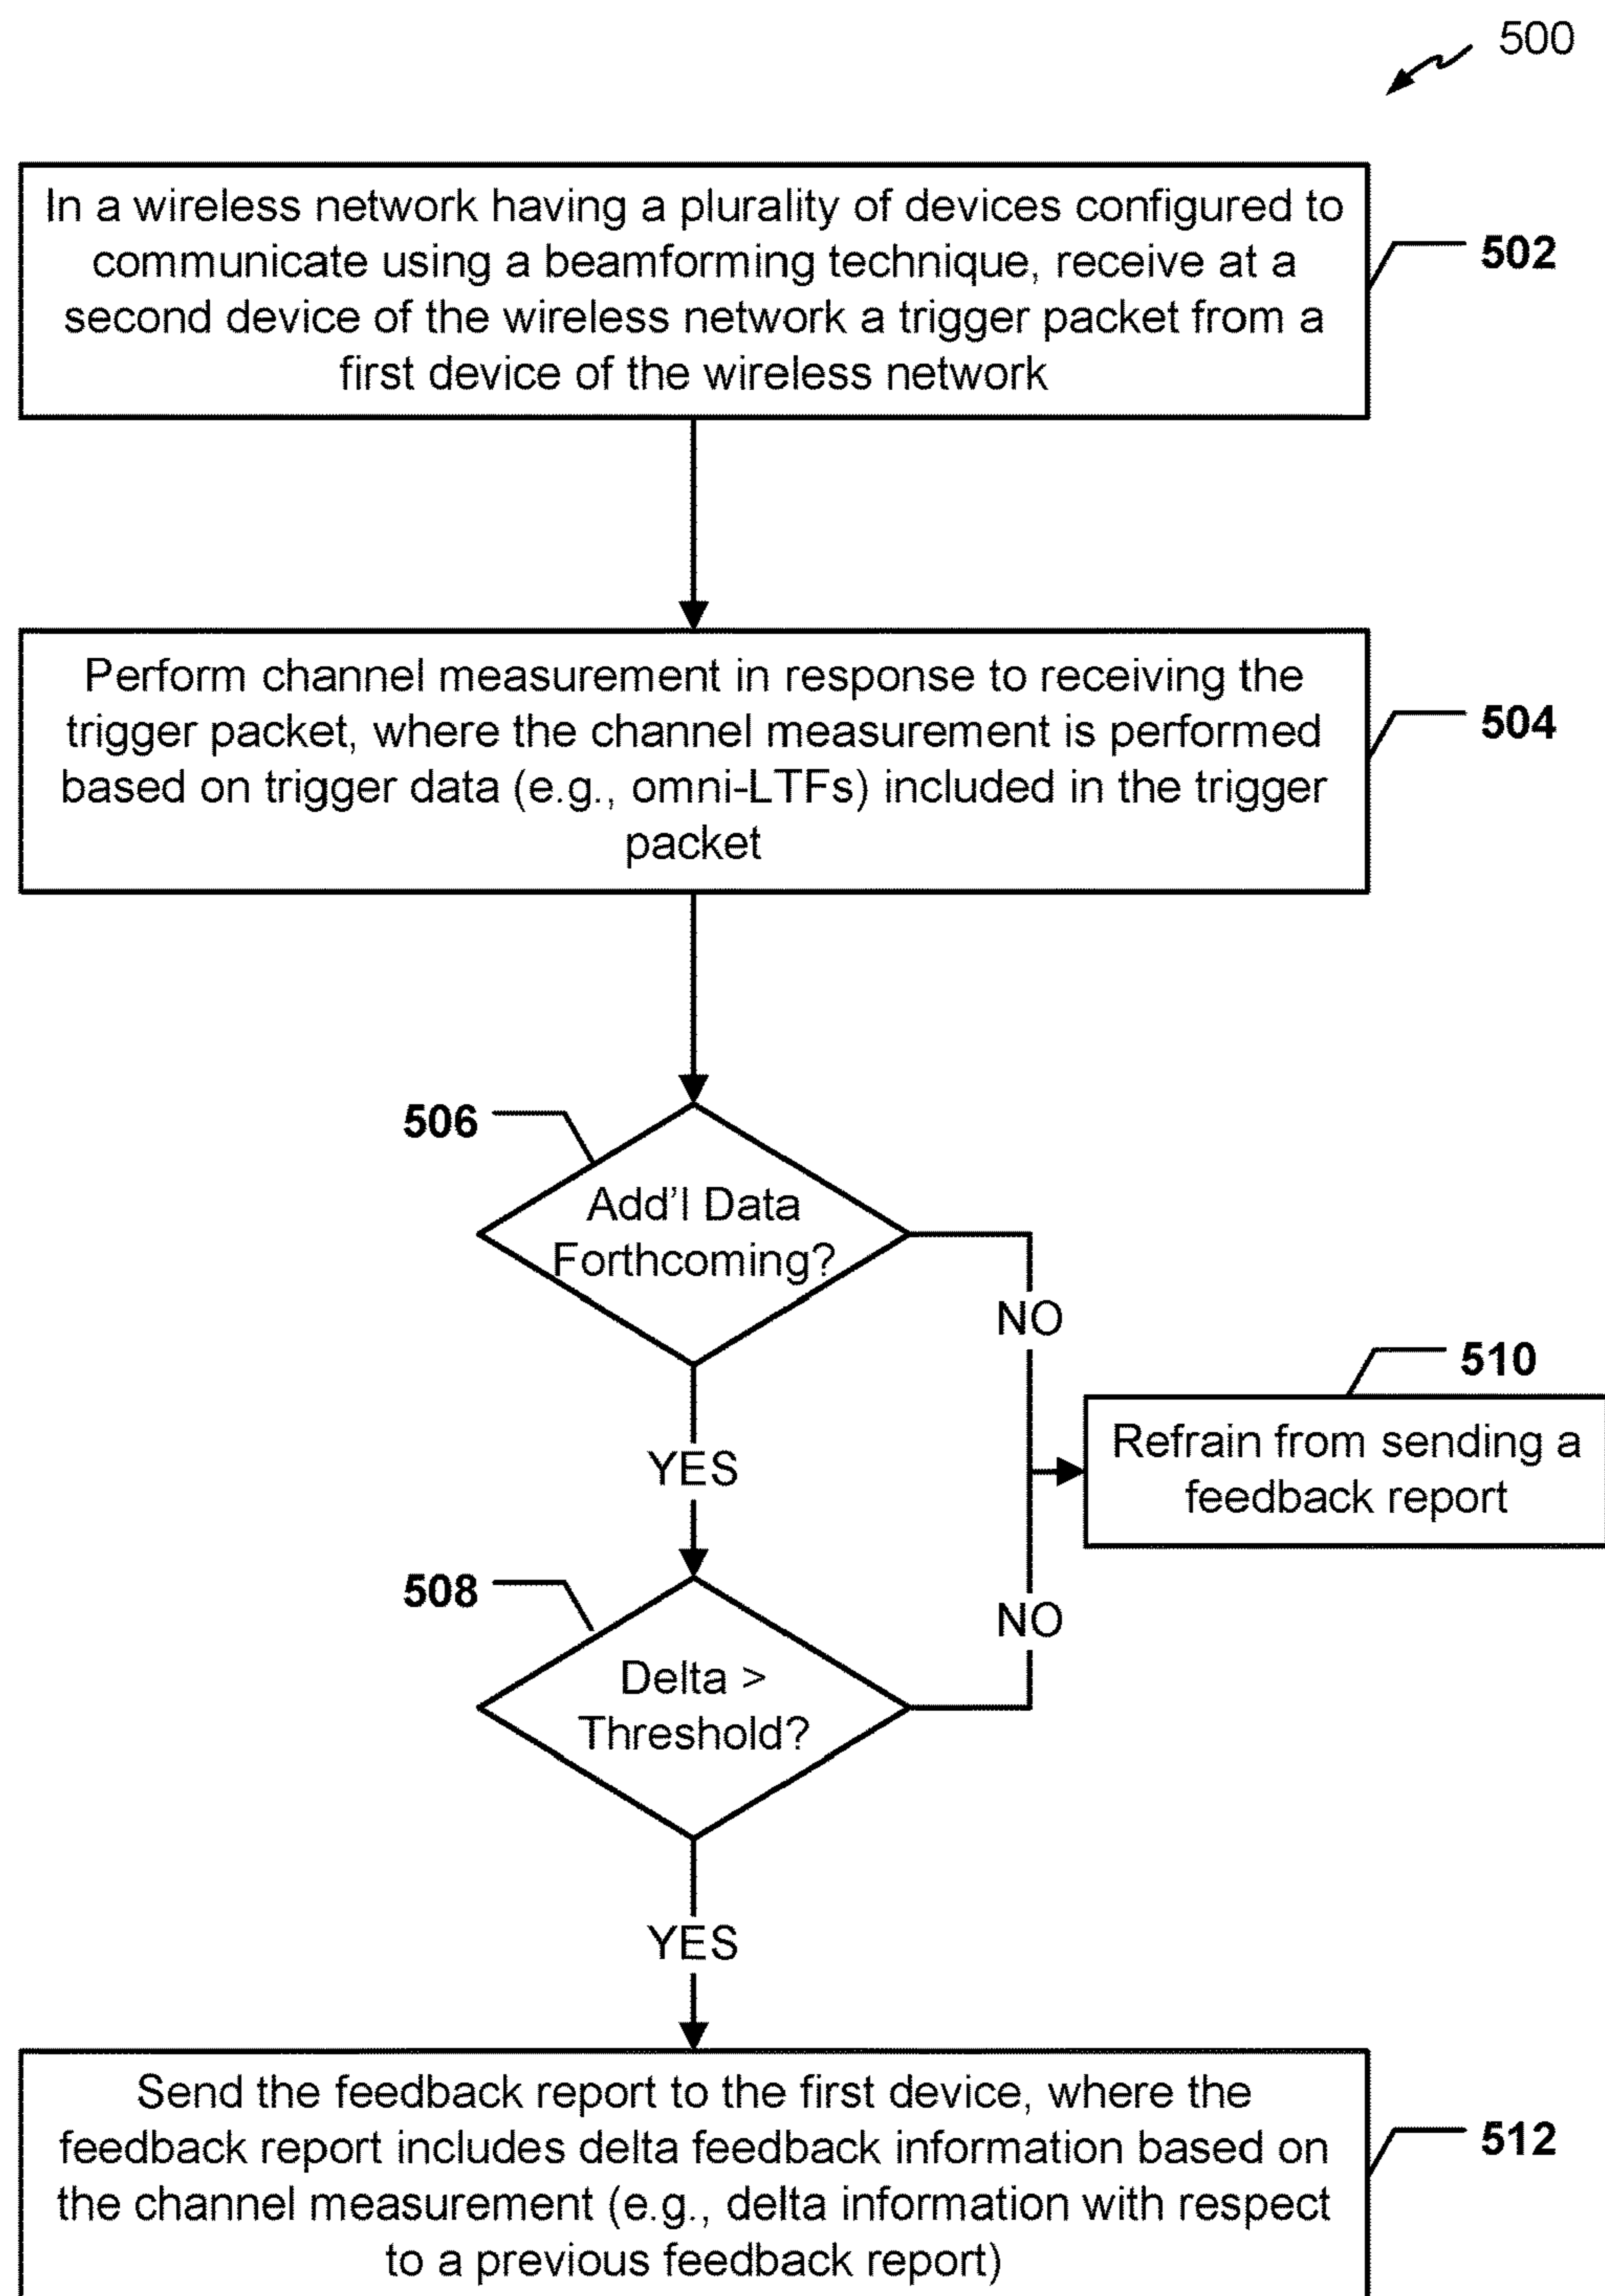 500
In a wireless network having a plurality of devices configured to
communicate using a beamforming technique, receive at a
second device of the wireless network a trigger packet from a
first device of the wireless network
502
Perform channel measurement in response to receiving the
trigger packet, where the channel measurement is performed
based on trigger data (e.g., omni-LTFs) included in the trigger
packet
504
506
Add'l Data
Forthcoming?
NO
YES
510
Refrain from sending a
feedback report
508
Delta >
Threshold?
NO
YES
Send the feedback report to the first device, where the
feedback report includes delta feedback information based on
the channel measurement (e.g., delta information with respect
to a previous feedback report)
512